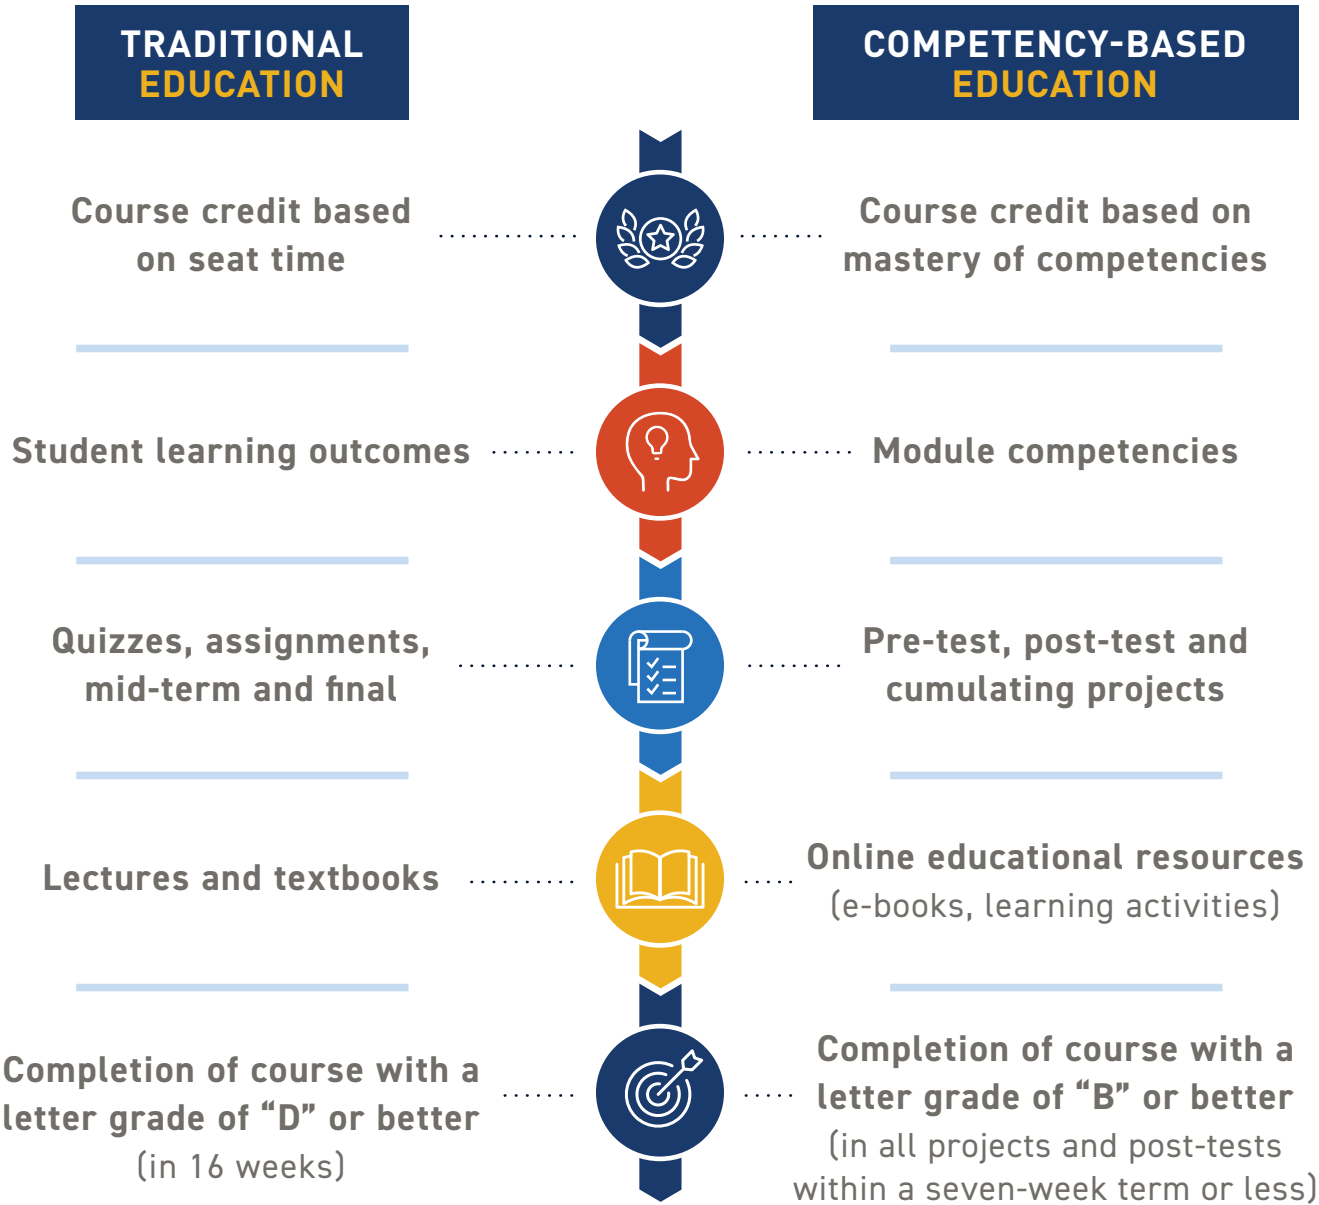 TRADITIONAL
EDUCATION
COMPETENCY-BASED
EDUCATION
Course credit based
on seat time
Course credit based on
mastery of competencies
Student learning outcomes
Module competencies
Quizzes, assignments,
mid-term and final
Pre-test, post-test and
cumulating projects
Lectures and textbooks
Online educational resources
(e-books, learning activities)
Completion of course with a
letter grade of “D” or better
(in 16 weeks)
Completion of course with a
letter grade of “B” or better
(in all projects and post-tests
within a seven-week term or less)